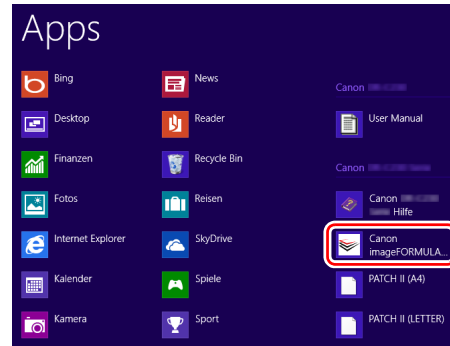 Apps
Bing
Desktop
Finanzen
Fotos
Internet Explorer
Kalender
Kamera
News
Reader
Recycle Bin
Reisen
SkyDrive
Spiele
Sport
Canon
User Manual
Canon
Canon
Hilfe
Canon
imageFORMULA...
PATCH II (A4)
PATCH II (LETTER)